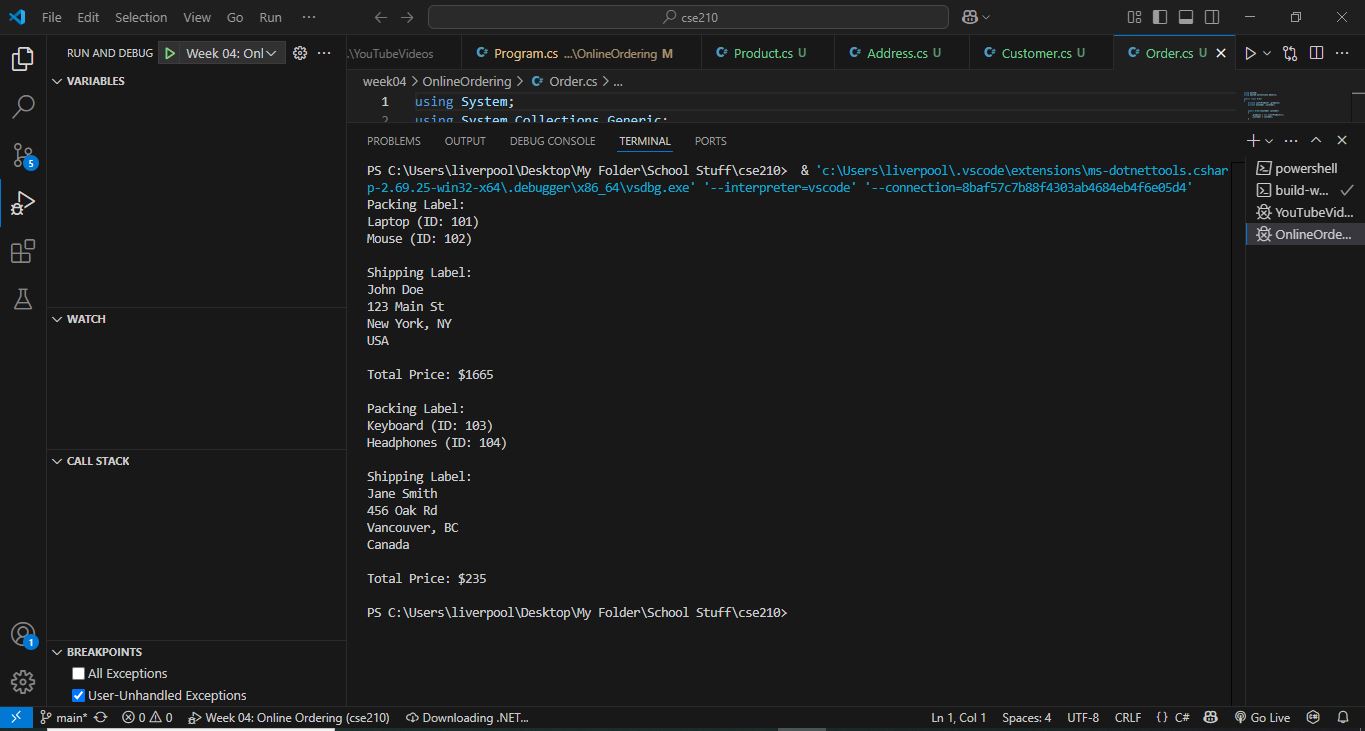 File Edit Selection View Go Run ···
cse210
RUN AND DEBUG Week 04: Onl
.\YouTubeVideos Program.cs ...\OnlineOrdering M Product.cs U Address.cs U Customer.cs U Order.cs U
week04 > OnlineOrdering > Order.cs > ...
VARIABLES
1 using System;
2 using System.Collections.Generic;
PROBLEMS OUTPUT DEBUG CONSOLE TERMINAL PORTS
PS C:\Users\liverpool\Desktop\My Folder\School Stuff\cse210> & 'c:\Users\liverpool\.vscode\extensions\ms-dotnettools.cshar
p-2.69.25-win32-x64\.debugger\x86_64\vsdbg.exe' '--interpreter=vscode' '--connection=8baf57c7b88f4303ab4684eb4f6e05d4'
Packing Label:
Laptop (ID: 101)
Mouse (ID: 102)
Shipping Label:
John Doe
123 Main St
New York, NY
USA
Total Price: $1665
Packing Label:
Keyboard (ID: 103)
Headphones (ID: 104)
Shipping Label:
Jane Smith
456 Oak Rd
Vancouver, BC
Canada
Total Price: $235
PS C:\Users\liverpool\Desktop\My Folder\School Stuff\cse210>
powershell
build-w...
YouTubeVid...
OnlineOrde...
5
WATCH
CALL STACK
BREAKPOINTS
All Exceptions
User-Unhandled Exceptions
1
main* 0 0 Week 04: Online Ordering (cse210) Downloading .NET... Ln 1, Col 1 Spaces: 4 UTF-8 CRLF {} C# Go Live